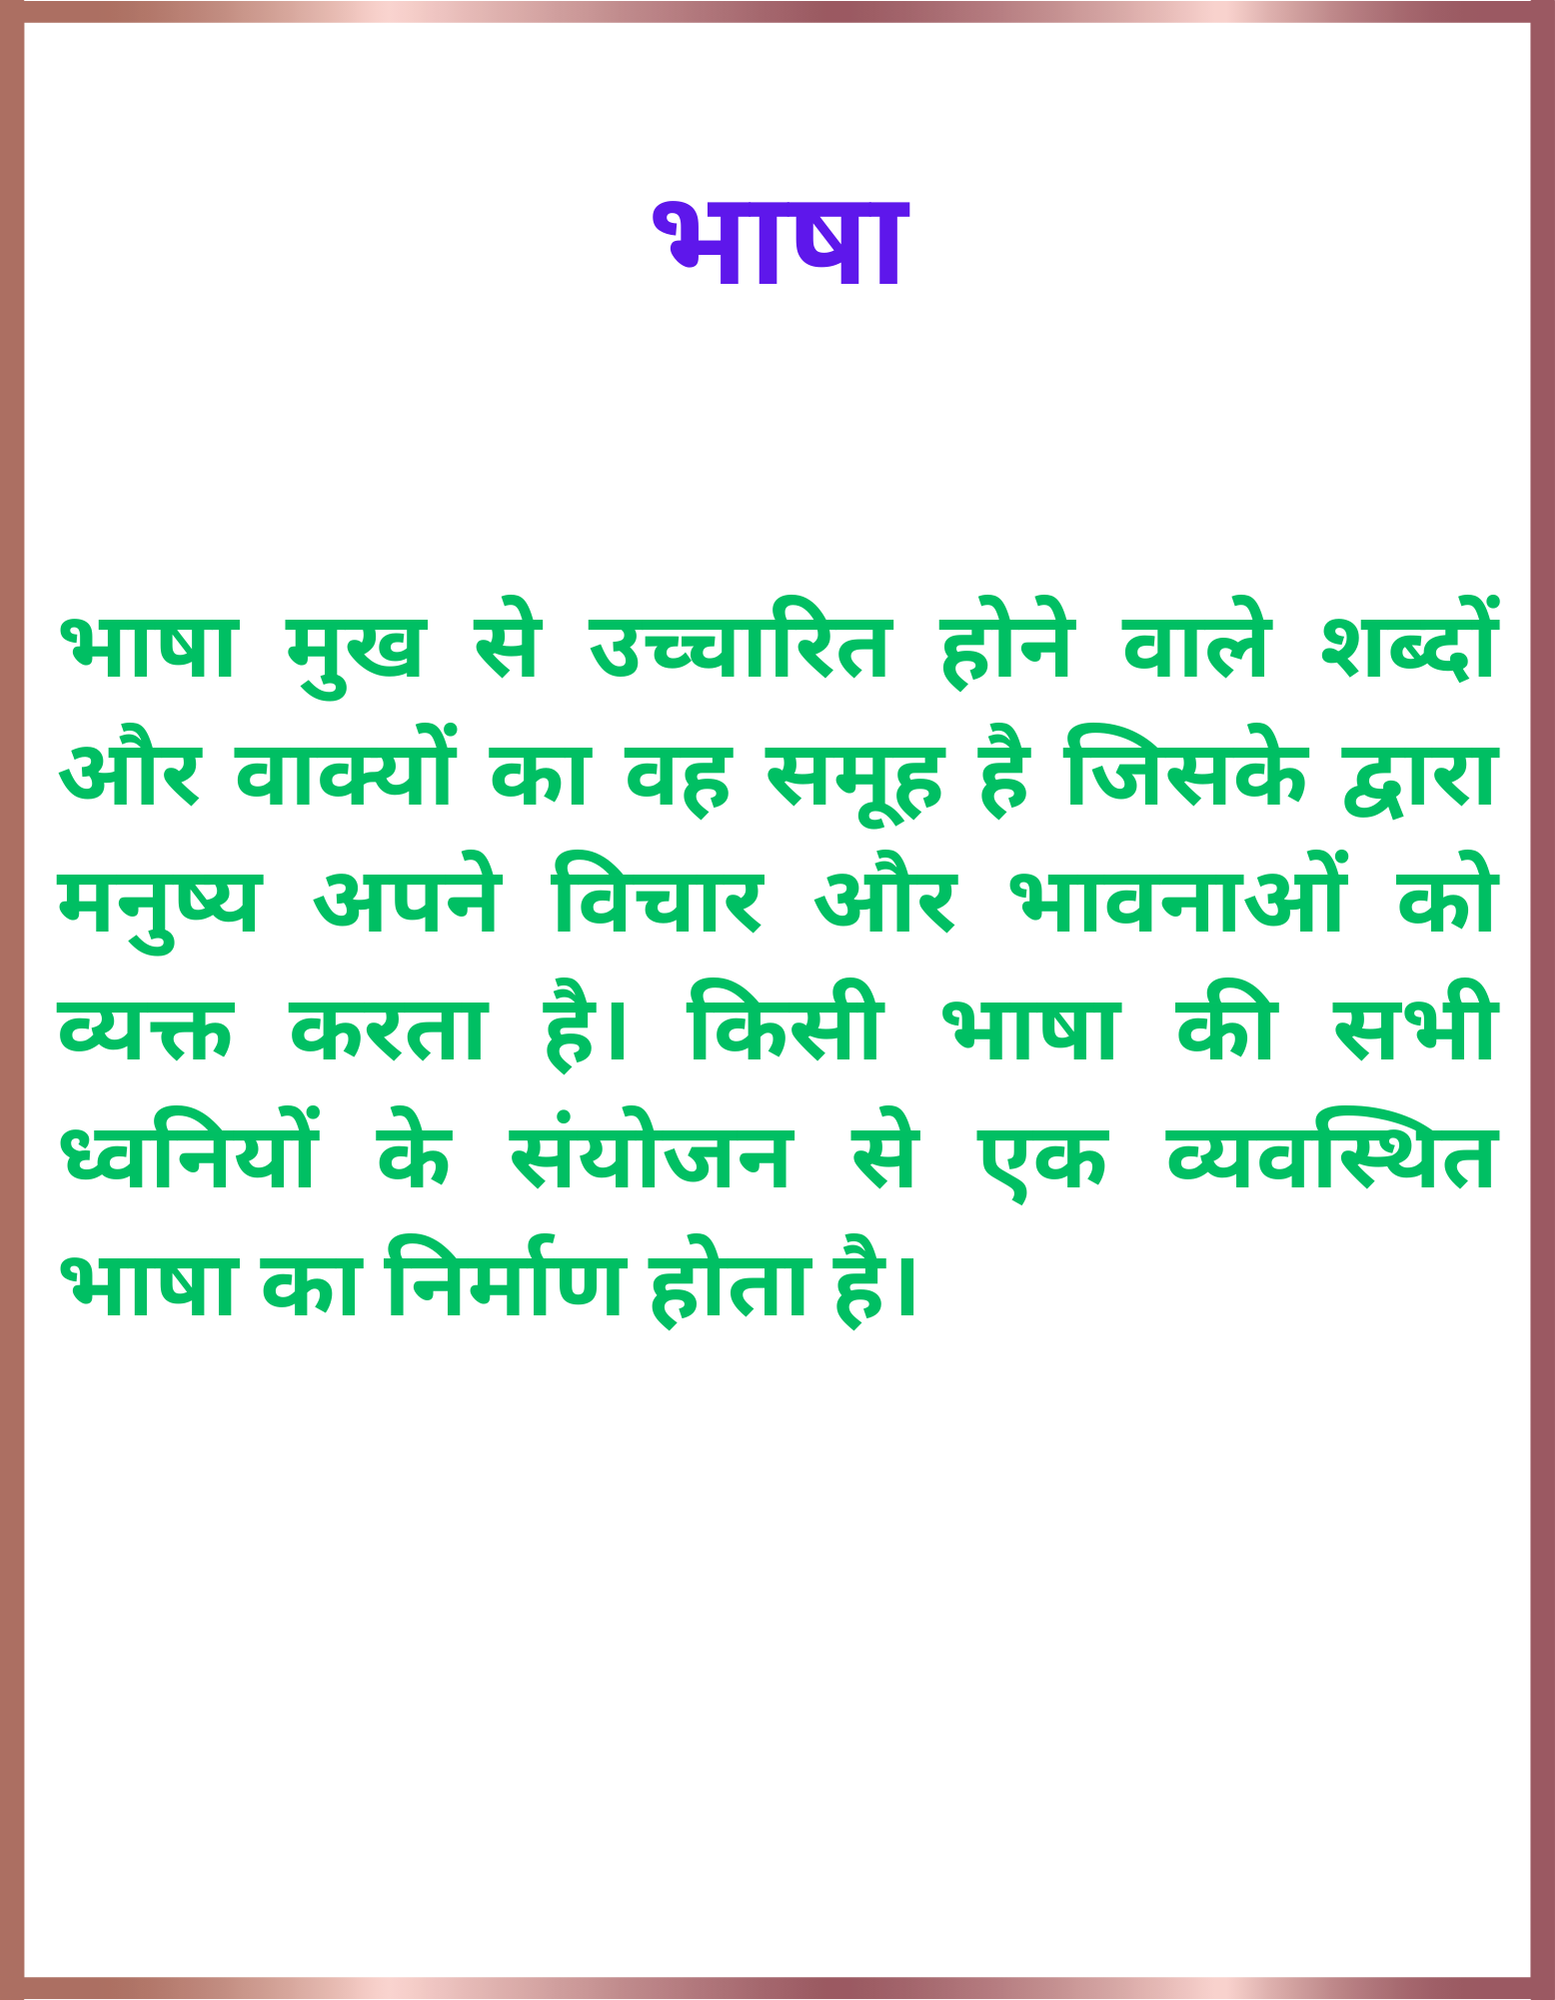 भाषा
भाषा मुख से उच्चारित होने वाले शब्दों
और वाक्यों का वह समूह है जिसके द्वारा
मनुष्य अपने विचार और भावनाओं को
व्यक्त करता है। किसी भाषा की सभी
ध्वनियों के संयोजन से एक व्यवस्थित
भाषा का निर्माण होता है।